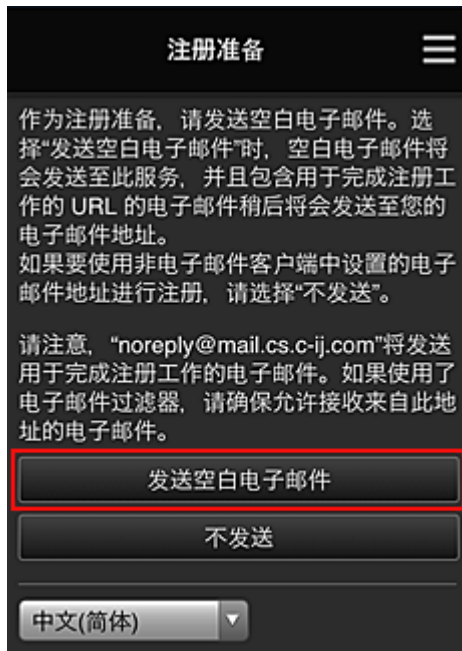 注册准备
作为注册准备，请发送空白电子邮件。选
择“发送空白电子邮件”时，空白电子邮件将
会发送至此服务，并且包含用于完成注册工
作的 URL 的电子邮件稍后将会发送至您的
电子邮件地址。
如果要使用非电子邮件客户端中设置的电子
邮件地址进行注册，请选择“不发送”。
请注意，“noreply@mail.cs.c-ij.com”将发送
用于完成注册工作的电子邮件。如果使用了
电子邮件过滤器，请确保允许接收来自此地
址的电子邮件。
发送空白电子邮件
不发送
中文(简体)